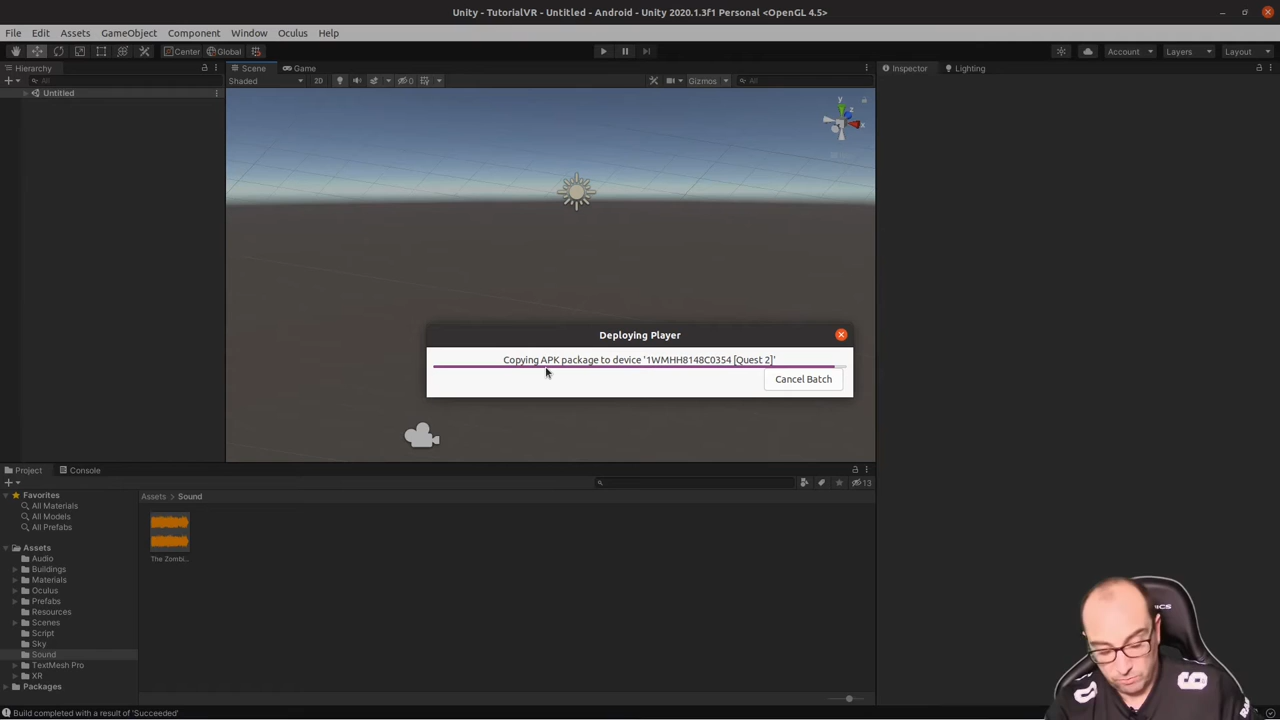 Unity - TutorialVR - Untitled - Android - Unity 2020.1.3f1 Personal <OpenGL 4.5>
File Edit Assets GameObject Component Window Oculus Help
Center Global Account Layers Layout
Hierarchy Scene Game Inspector Lighting
All Shaded 2D 0 Gizmos All
Untitled
y
z
x
Deploying Player
Copying APK package to device '1WMHH8148C0354 [Quest 2]'
Cancel Batch
Project Console
13
Favorites
All Materials
All Models
All Prefabs
Assets
Audio
Buildings
Materials
Oculus
Prefabs
Resources
Scenes
Script
Sky
Sound
TextMesh Pro
XR
Packages
Assets > Sound
The Zombi...
Build completed with a result of 'Succeeded'